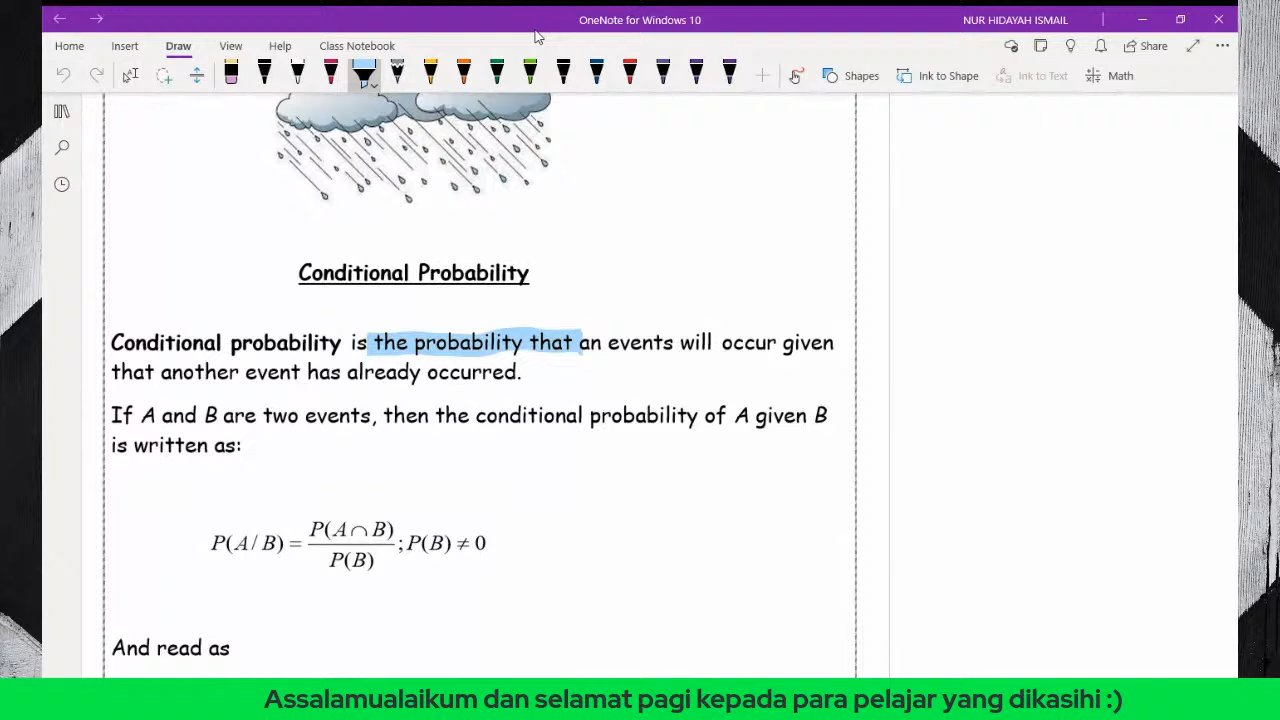 OneNote for Windows 10
NUR HIDAYAH ISMAIL
Home Insert Draw View Help Class Notebook
Share
Shapes Ink to Shape Ink to Text Math
Conditional Probability
Conditional probability is the probability that an events will occur given
that another event has already occurred.
If A and B are two events, then the conditional probability of A given B
is written as:
P(A/B) = P(A∩B) / P(B) ; P(B) ≠ 0
And read as
Assalamualaikum dan selamat pagi kepada para pelajar yang dikasihi :)